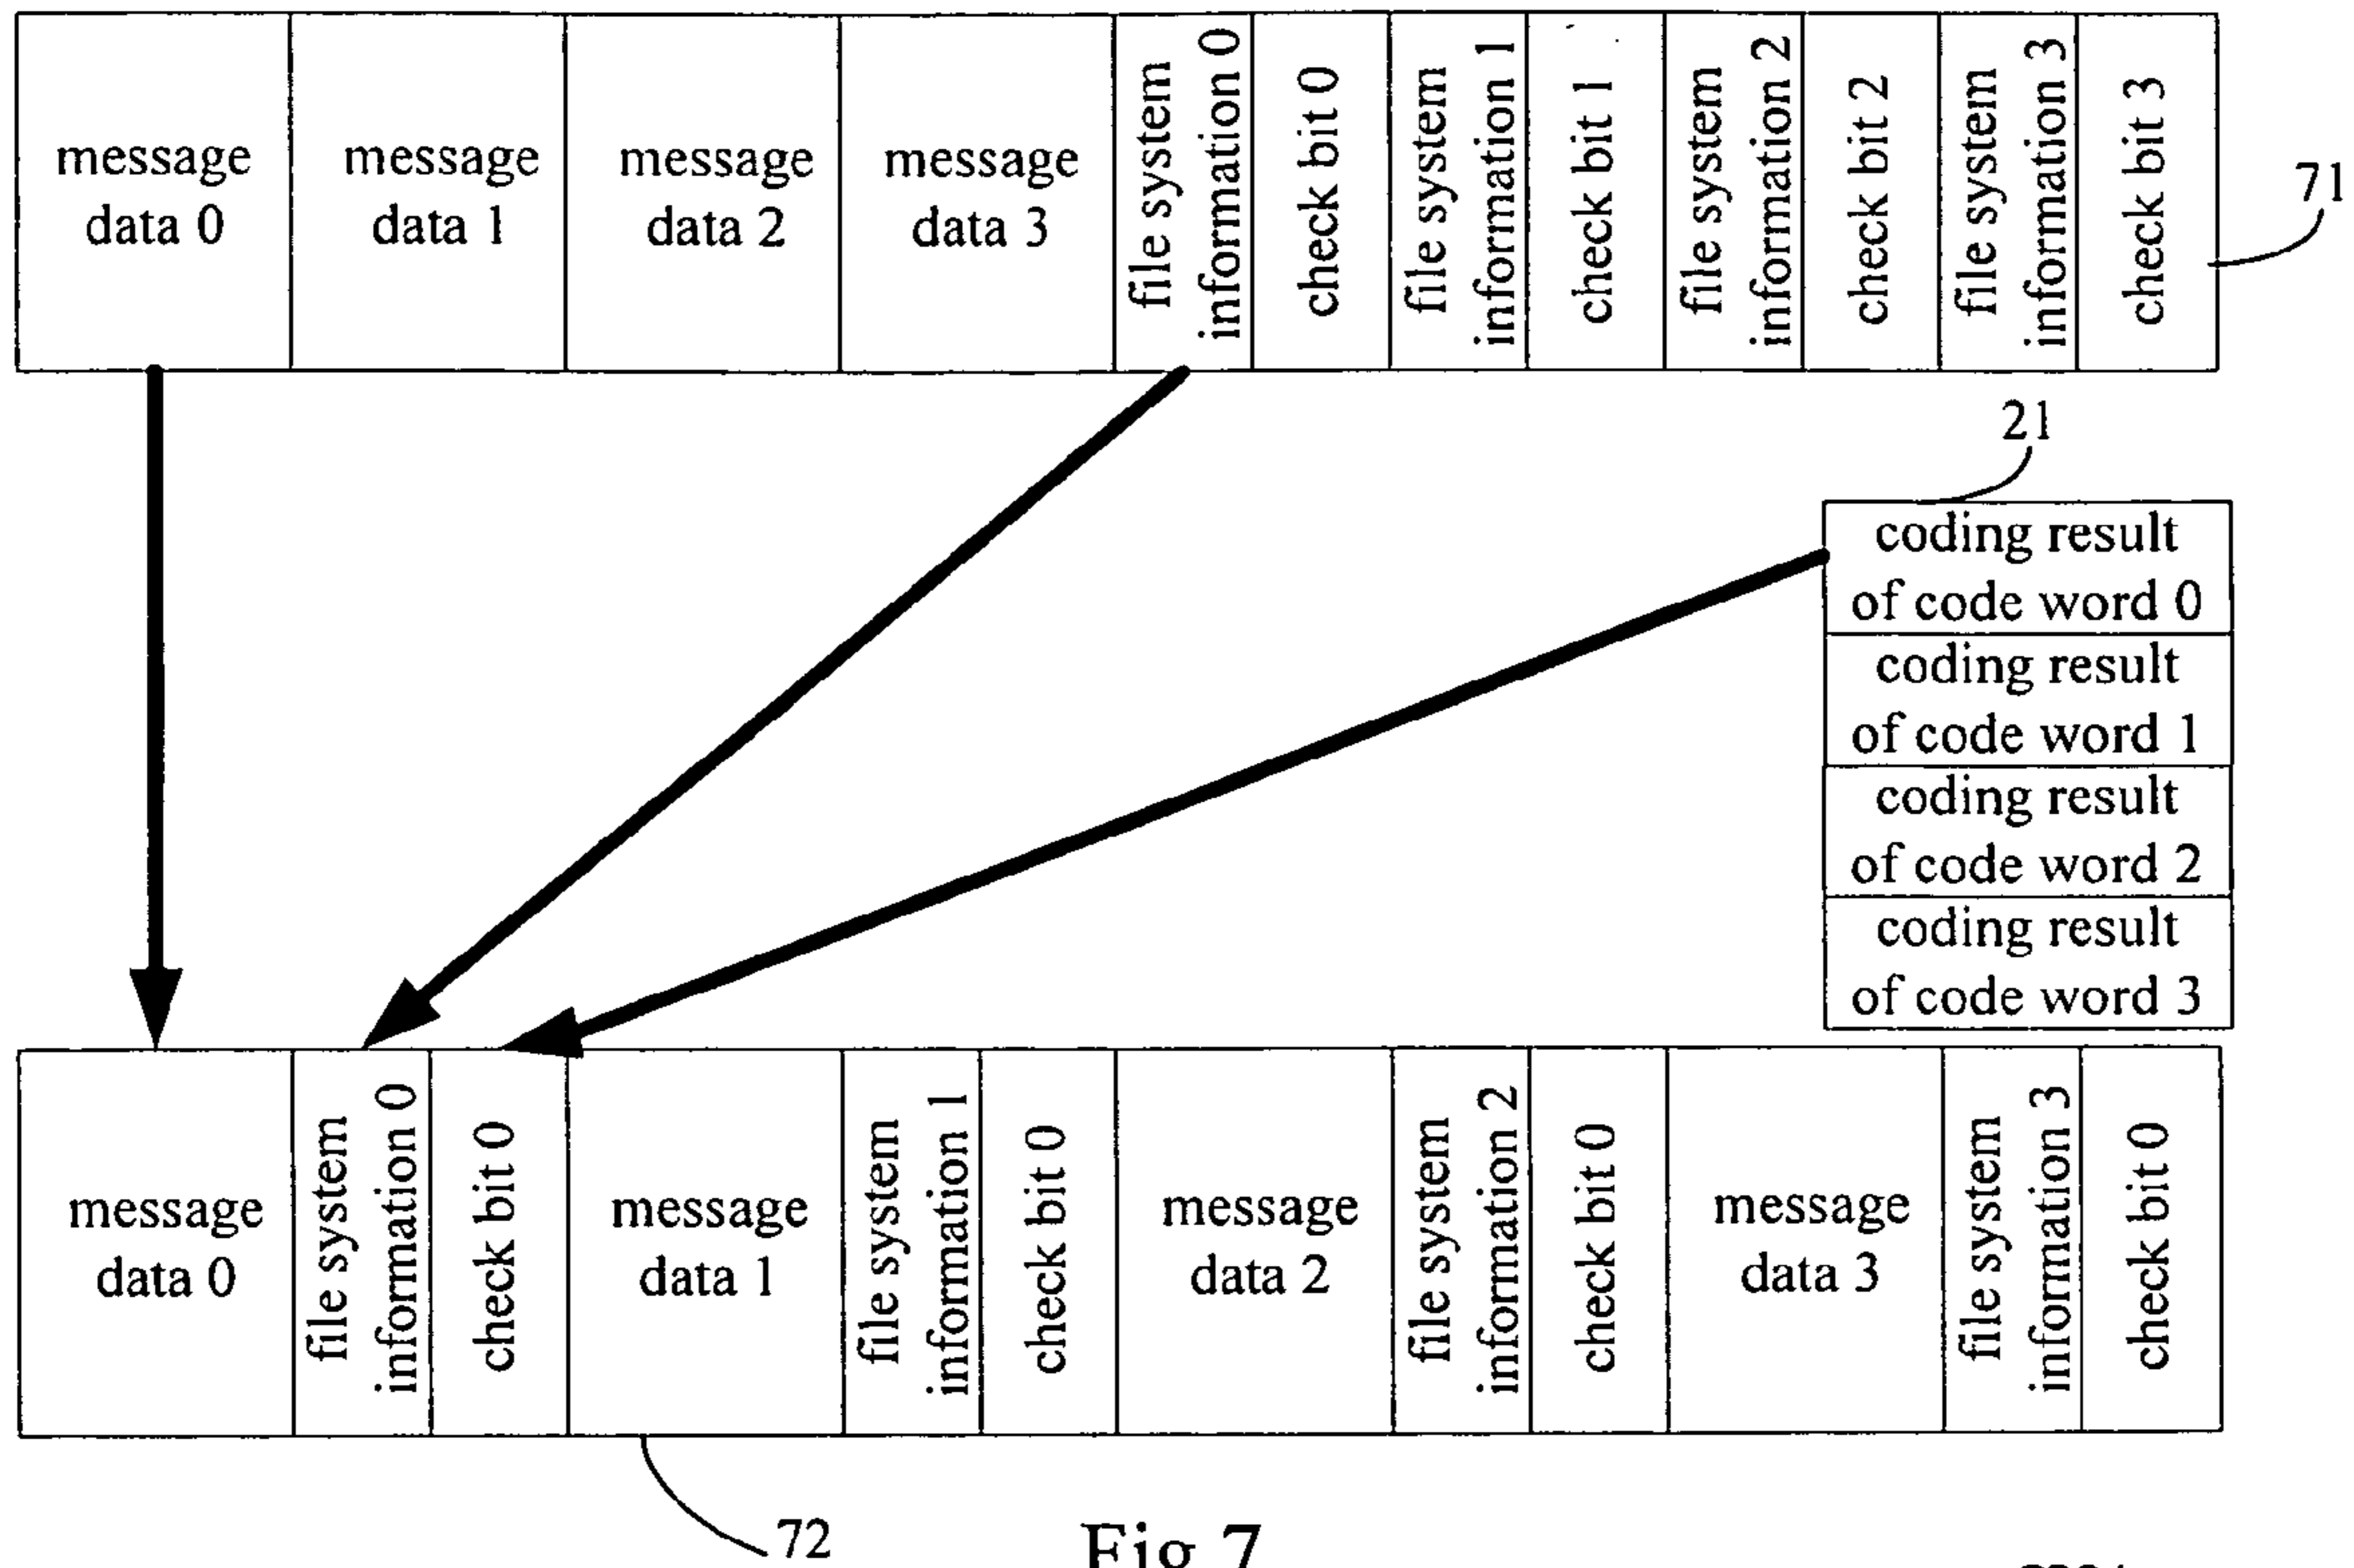 message
data 0
message
data 1
message
data 2
message
data 3
file system
information 0
check bit 0
file system
information 1
check bit 1
file system
information 2
check bit 2
file system
information 3
check bit 3
71
21
coding result
of code word 0
coding result
of code word 1
coding result
of code word 2
coding result
of code word 3
message
data 0
file system
information 0
check bit 0
message
data 1
file system
information 1
check bit 0
message
data 2
file system
information 2
check bit 0
message
data 3
file system
information 3
check bit 0
72
Fig 7